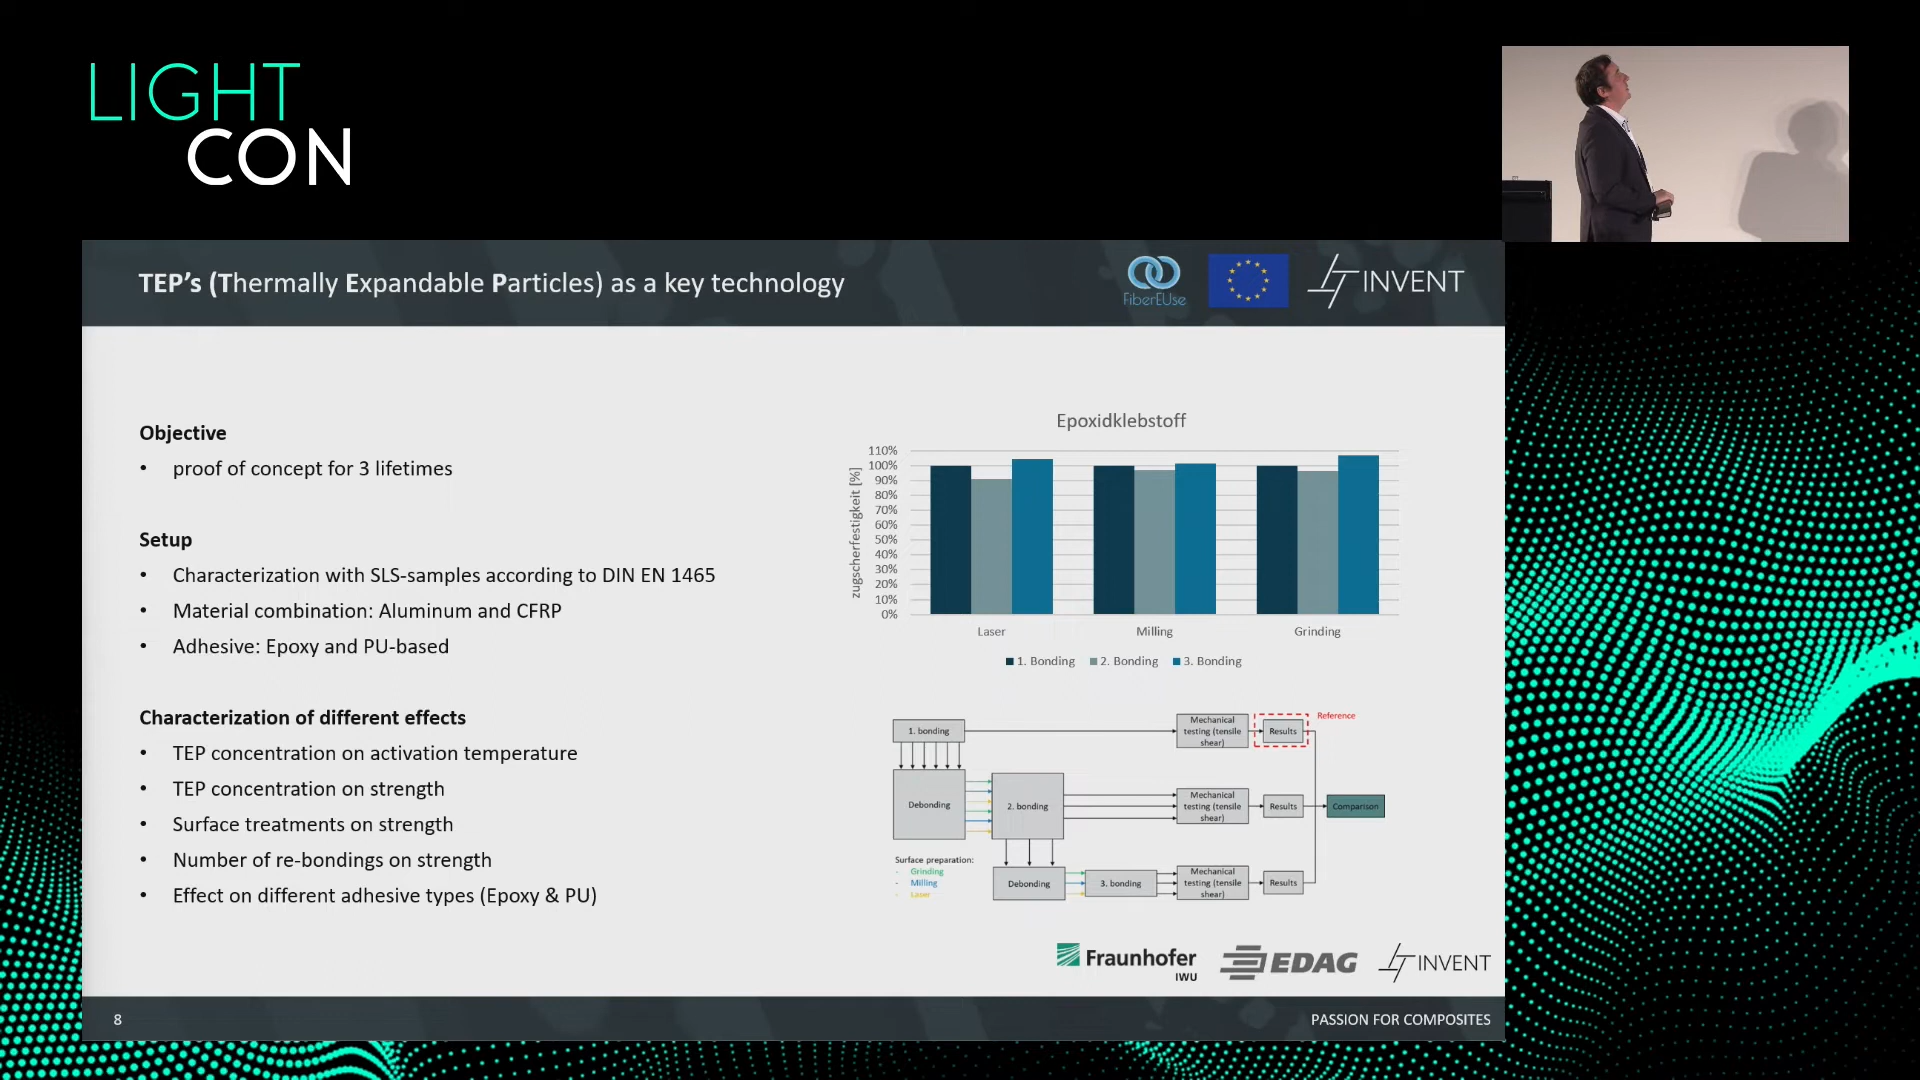 LIGHT
CON
TEP's (Thermally Expandable Particles) as a key technology
FiberEUse
INVENT
Objective
• proof of concept for 3 lifetimes
Setup
• Characterization with SLS-samples according to DIN EN 1465
• Material combination: Aluminum and CFRP
• Adhesive: Epoxy and PU-based
Characterization of different effects
• TEP concentration on activation temperature
• TEP concentration on strength
• Surface treatments on strength
• Number of re-bondings on strength
• Effect on different adhesive types (Epoxy & PU)
Epoxidklebstoff
zugscherfestigkeit [%]
110%
100%
90%
80%
70%
60%
50%
40%
30%
20%
10%
0%
Laser Milling Grinding
1. Bonding 2. Bonding 3. Bonding
1. bonding
Mechanical
testing (tensile
shear)
Results
Reference
Debonding
2. bonding
Mechanical
testing (tensile
shear)
Results
Comparison
Surface preparation:
- Grinding
- Milling
- Laser
Debonding
3. bonding
Mechanical
testing (tensile
shear)
Results
Fraunhofer
IWU
EDAG
INVENT
8
PASSION FOR COMPOSITES